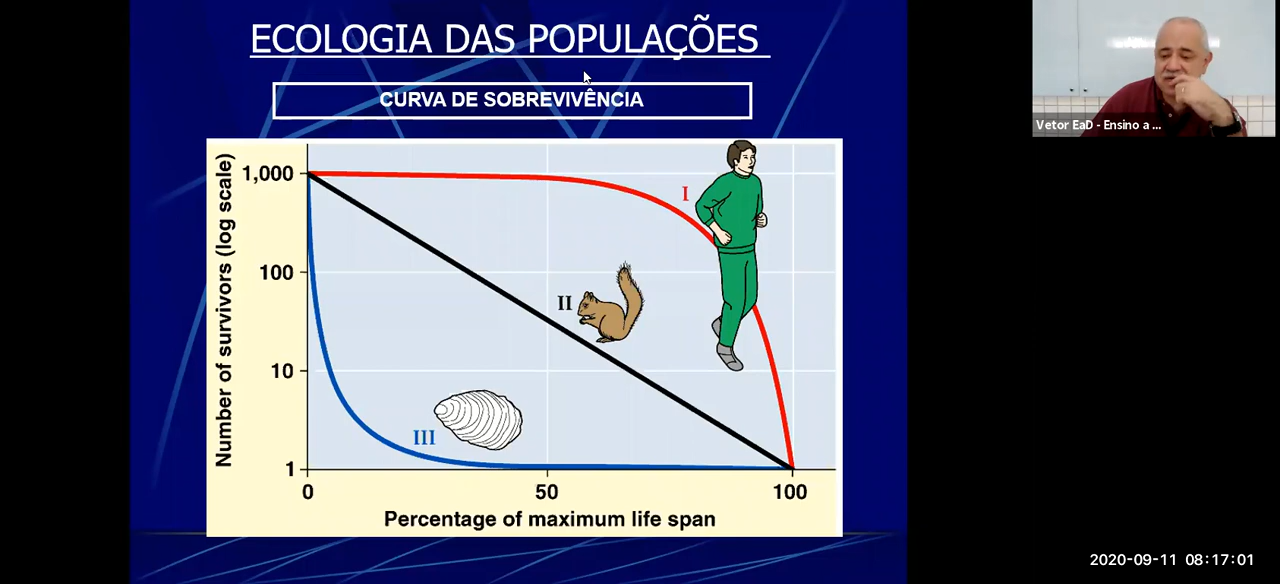 ECOLOGIA DAS POPULAÇÕES
CURVA DE SOBREVIVÊNCIA
Vetor EaD - Ensino a ...
Number of survivors (log scale)
1,000
100
10
1
I
II
III
0
50
100
Percentage of maximum life span
2020-09-11 08:17:01